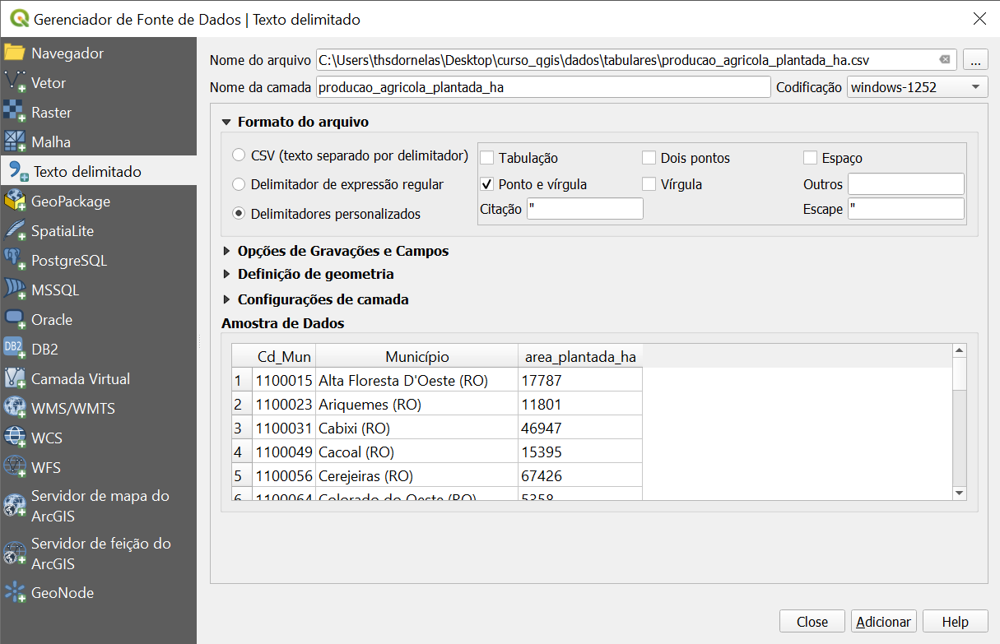 Gerenciador de Fonte de Dados | Texto delimitado
Navegador
Vetor
Raster
Malha
Texto delimitado
GeoPackage
SpatiaLite
PostgreSQL
MSSQL
Oracle
DB2
DB2
Camada Virtual
WMS/WMTS
WCS
WFS
Servidor de mapa do
ArcGIS
Servidor de feição do
ArcGIS
GeoNode
Nome do arquivo C:\Users\thsdornelas\Desktop\curso_qgis\dados\tabulares\producao_agricola_plantada_ha.csv ...
Nome da camada producao_agricola_plantada_ha Codificação windows-1252
Formato do arquivo
CSV (texto separado por delimitador)
Delimitador de expressão regular
Delimitadores personalizados
Tabulação Dois pontos Espaço
Ponto e vírgula Vírgula Outros
Citação " Escape "
Opções de Gravações e Campos
Definição de geometria
Configurações de camada
Amostra de Dados
Cd_Mun Município area_plantada_ha
1 1100015 Alta Floresta D'Oeste (RO) 17787
2 1100023 Ariquemes (RO) 11801
3 1100031 Cabixi (RO) 46947
4 1100049 Cacoal (RO) 15395
5 1100056 Cerejeiras (RO) 67426
6 1100064 Colorado do Oeste (RO) 5358
Close Adicionar Help